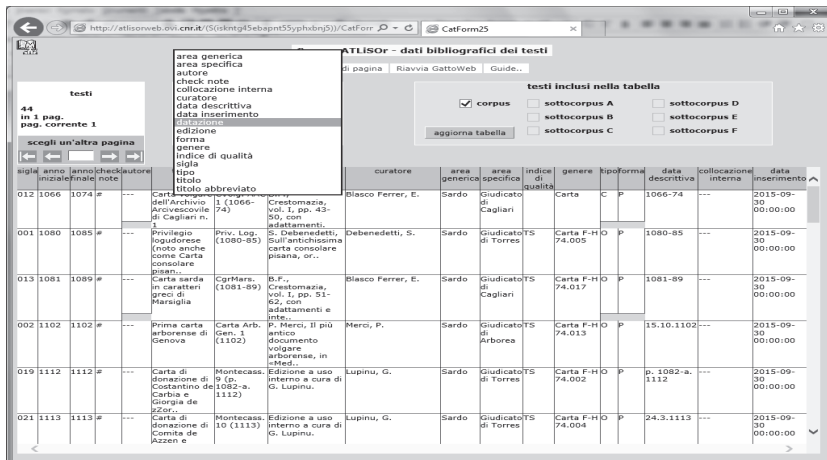 http://atlisorweb.ovi.cnr.it/(S(iskntg45ebapnt55yphxbnj5))/CatForr
CatForm25
ATLiSOr - dati bibliografici dei testi
di pagina Riavvia GattoWeb Guide..
area generica
area specifica
autore
check note
collocazione interna
curatore
data descrittiva
data inserimento
datazione
edizione
forma
genere
indice di qualità
sigla
tipo
titolo
titolo abbreviato
testi
44
in 1 pag.
pag. corrente 1
scegli un'altra pagina
testi inclusi nella tabella
corpus sottocorpus A sottocorpus D
sottocorpus B sottocorpus E
aggiorna tabella sottocorpus C sottocorpus F
sigla anno iniziale anno finale check note autore curatore area generica area specifica indice di qualità genere tipo forma data descrittiva collocazione interna data inserimento
012 1066 1074 # --- Carta dell'Archivio Arcivescovile di Cagliari n. 1 1 (1066-74) Crestomazia, vol. I, pp. 43-50, con adattamenti. Blasco Ferrer, E. Sardo Giudicato di Cagliari Carta C P 1066-74 --- 2015-09-30 00:00:00
001 1080 1085 # --- Privilegio logudorese (noto anche come Carta consolare pisan.. Priv. Log. (1080-85) S. Debenedetti, Sull'antichissima carta consolare pisana, or.. Debenedetti, S. Sardo Giudicato di Torres TS Carta F-H 74.005 O P 1080-85 --- 2015-09-30 00:00:00
013 1081 1089 # --- Carta sarda in caratteri greci di Marsiglia CgrMars. (1081-89) B.F., Crestomazia, vol. I, pp. 51-62, con adattamenti e inte.. Blasco Ferrer, E. Sardo Giudicato di Cagliari TS Carta F-H 74.017 O P 1081-89 --- 2015-09-30 00:00:00
002 1102 1102 # --- Prima carta arborense di Genova Carta Arb. Gen. 1 (1102) P. Merci, Il più antico documento volgare arborense, in «Med.. Merci, P. Sardo Giudicato di Arborea TS Carta F-H 74.013 O P 15.10.1102 --- 2015-09-30 00:00:00
019 1112 1112 # --- Carta di donazione di Costantino de Carbia e Giorgia de zZor.. Montecass. 9 (p. 1082-a. 1112) Edizione a uso interno a cura di G. Lupinu. Lupinu, G. Sardo Giudicato di Torres TS Carta F-H 74.002 O P p. 1082-a. 1112 --- 2015-09-30 00:00:00
021 1113 1113 # --- Carta di donazione di Comita de Azzen e Montecass. 10 (1113) Edizione a uso interno a cura di G. Lupinu. Lupinu, G. Sardo Giudicato di Torres TS Carta F-H 74.004 O P 24.3.1113 --- 2015-09-30 00:00:00